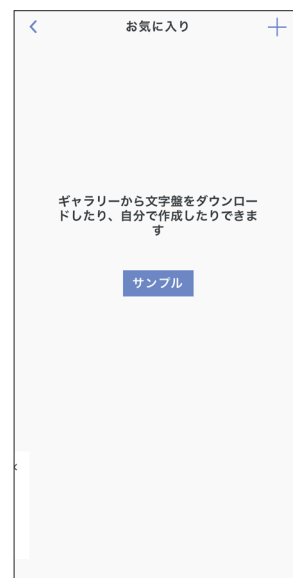 お気に入り
ギャラリーから文字盤をダウンロー
ドしたり、自分で作成したりできま
す
サンプル